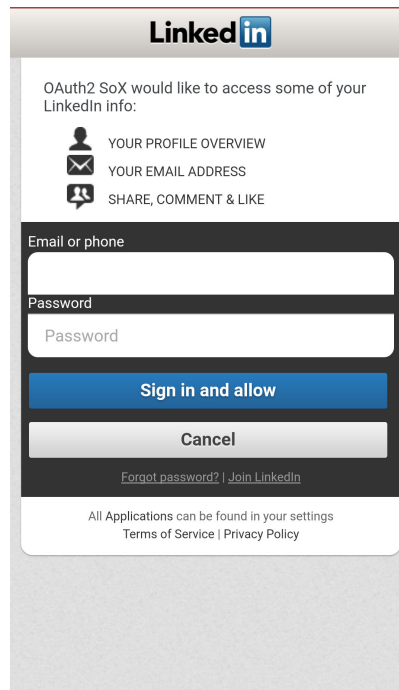 Linked in
OAuth2 SoX would like to access some of your
LinkedIn info:
YOUR PROFILE OVERVIEW
YOUR EMAIL ADDRESS
SHARE, COMMENT & LIKE
Email or phone
Password
Password
Sign in and allow
Cancel
Forgot password? | Join LinkedIn
All Applications can be found in your settings
Terms of Service | Privacy Policy